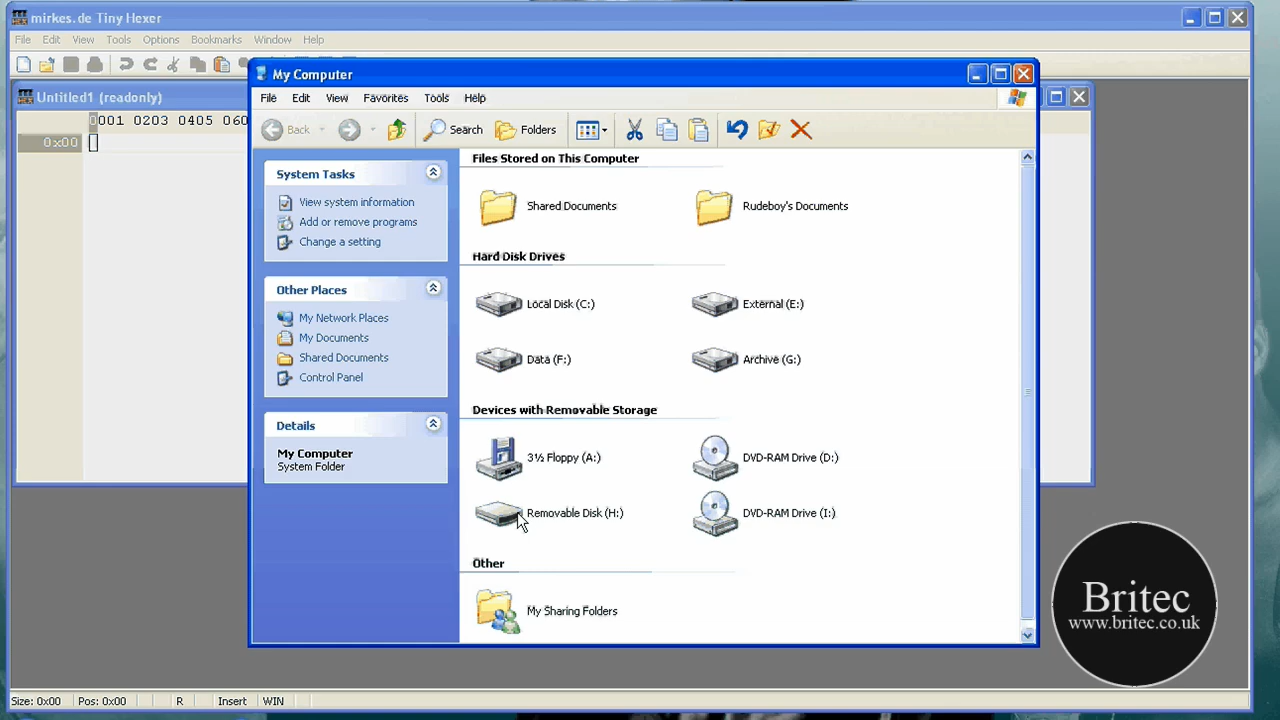 mirkes.de Tiny Hexer
File Edit View Tools Options Bookmarks Window Help
Untitled1 (readonly)
0001 0203 0405 060
0x00
My Computer
File Edit View Favorites Tools Help
Back Search Folders
System Tasks
View system information
Add or remove programs
Change a setting
Other Places
My Network Places
My Documents
Shared Documents
Control Panel
Details
My Computer
System Folder
Files Stored on This Computer
Shared Documents Rudeboy's Documents
Hard Disk Drives
Local Disk (C:) External (E:)
Data (F:) Archive (G:)
Devices with Removable Storage
3½ Floppy (A:) DVD-RAM Drive (D:)
Removable Disk (H:) DVD-RAM Drive (I:)
Other
My Sharing Folders
Britec
www.britec.co.uk
Size: 0x00 Pos: 0x00 R Insert WIN